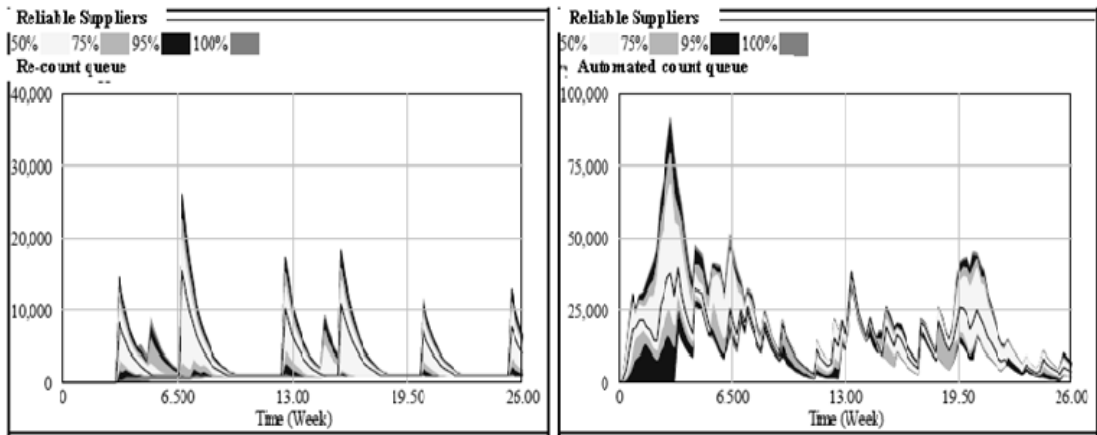 Reliable Suppliers
50% 75% 95% 100%
Re-count queue
40,000
30,000
20,000
10,000
0
0 6.500 13.00 19.50 26.00
Time (Week)
Reliable Suppliers
50% 75% 95% 100%
Automated count queue
100,000
75,000
50,000
25,000
0
0 6.500 13.00 19.50 26.00
Time (Week)